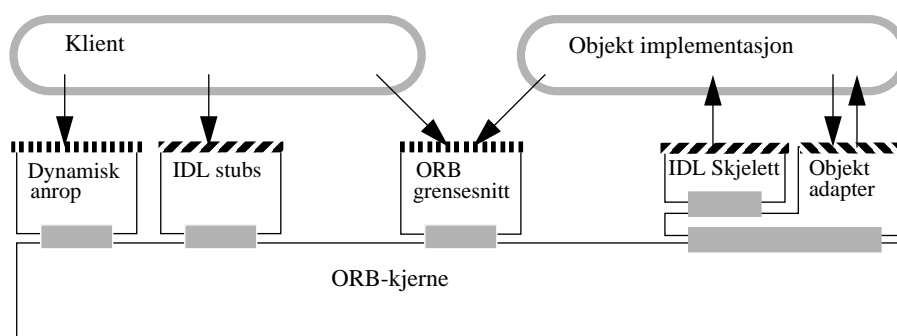 Klient
Objekt implementasjon
Dynamisk
anrop
IDL stubs
ORB
grensesnitt
IDL Skjelett
Objekt
adapter
ORB-kjerne